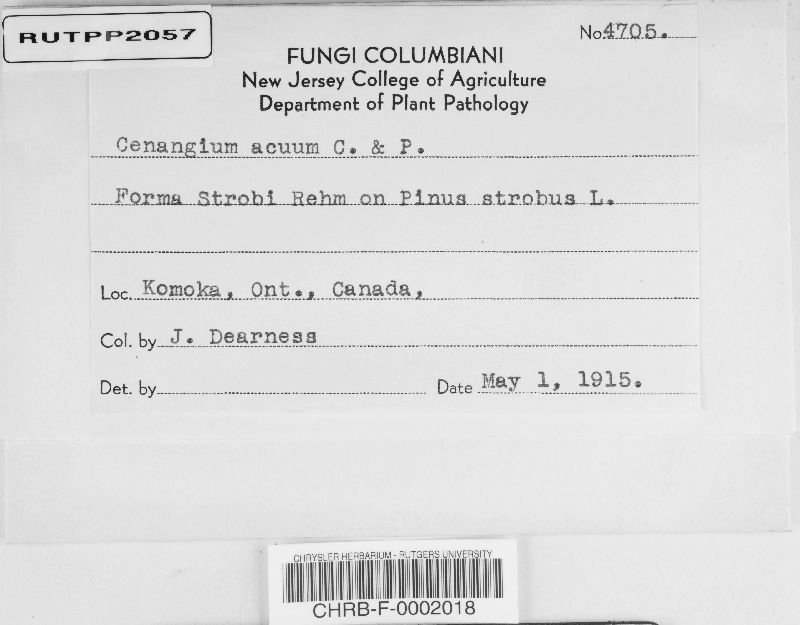 RUTPP2057
No. 4705.
FUNGI COLUMBIANI
New Jersey College of Agriculture
Department of Plant Pathology
Cenangium acuum C. & P.
Forma Strobi Rehm on Pinus strobus L.
Loc. Komoka, Ont., Canada,
Col. by J. Dearness
Det. by
Date May 1, 1915.
CHRYSLER HERBARIUM - RUTGERS UNIVERSITY
CHRB-F-0002018